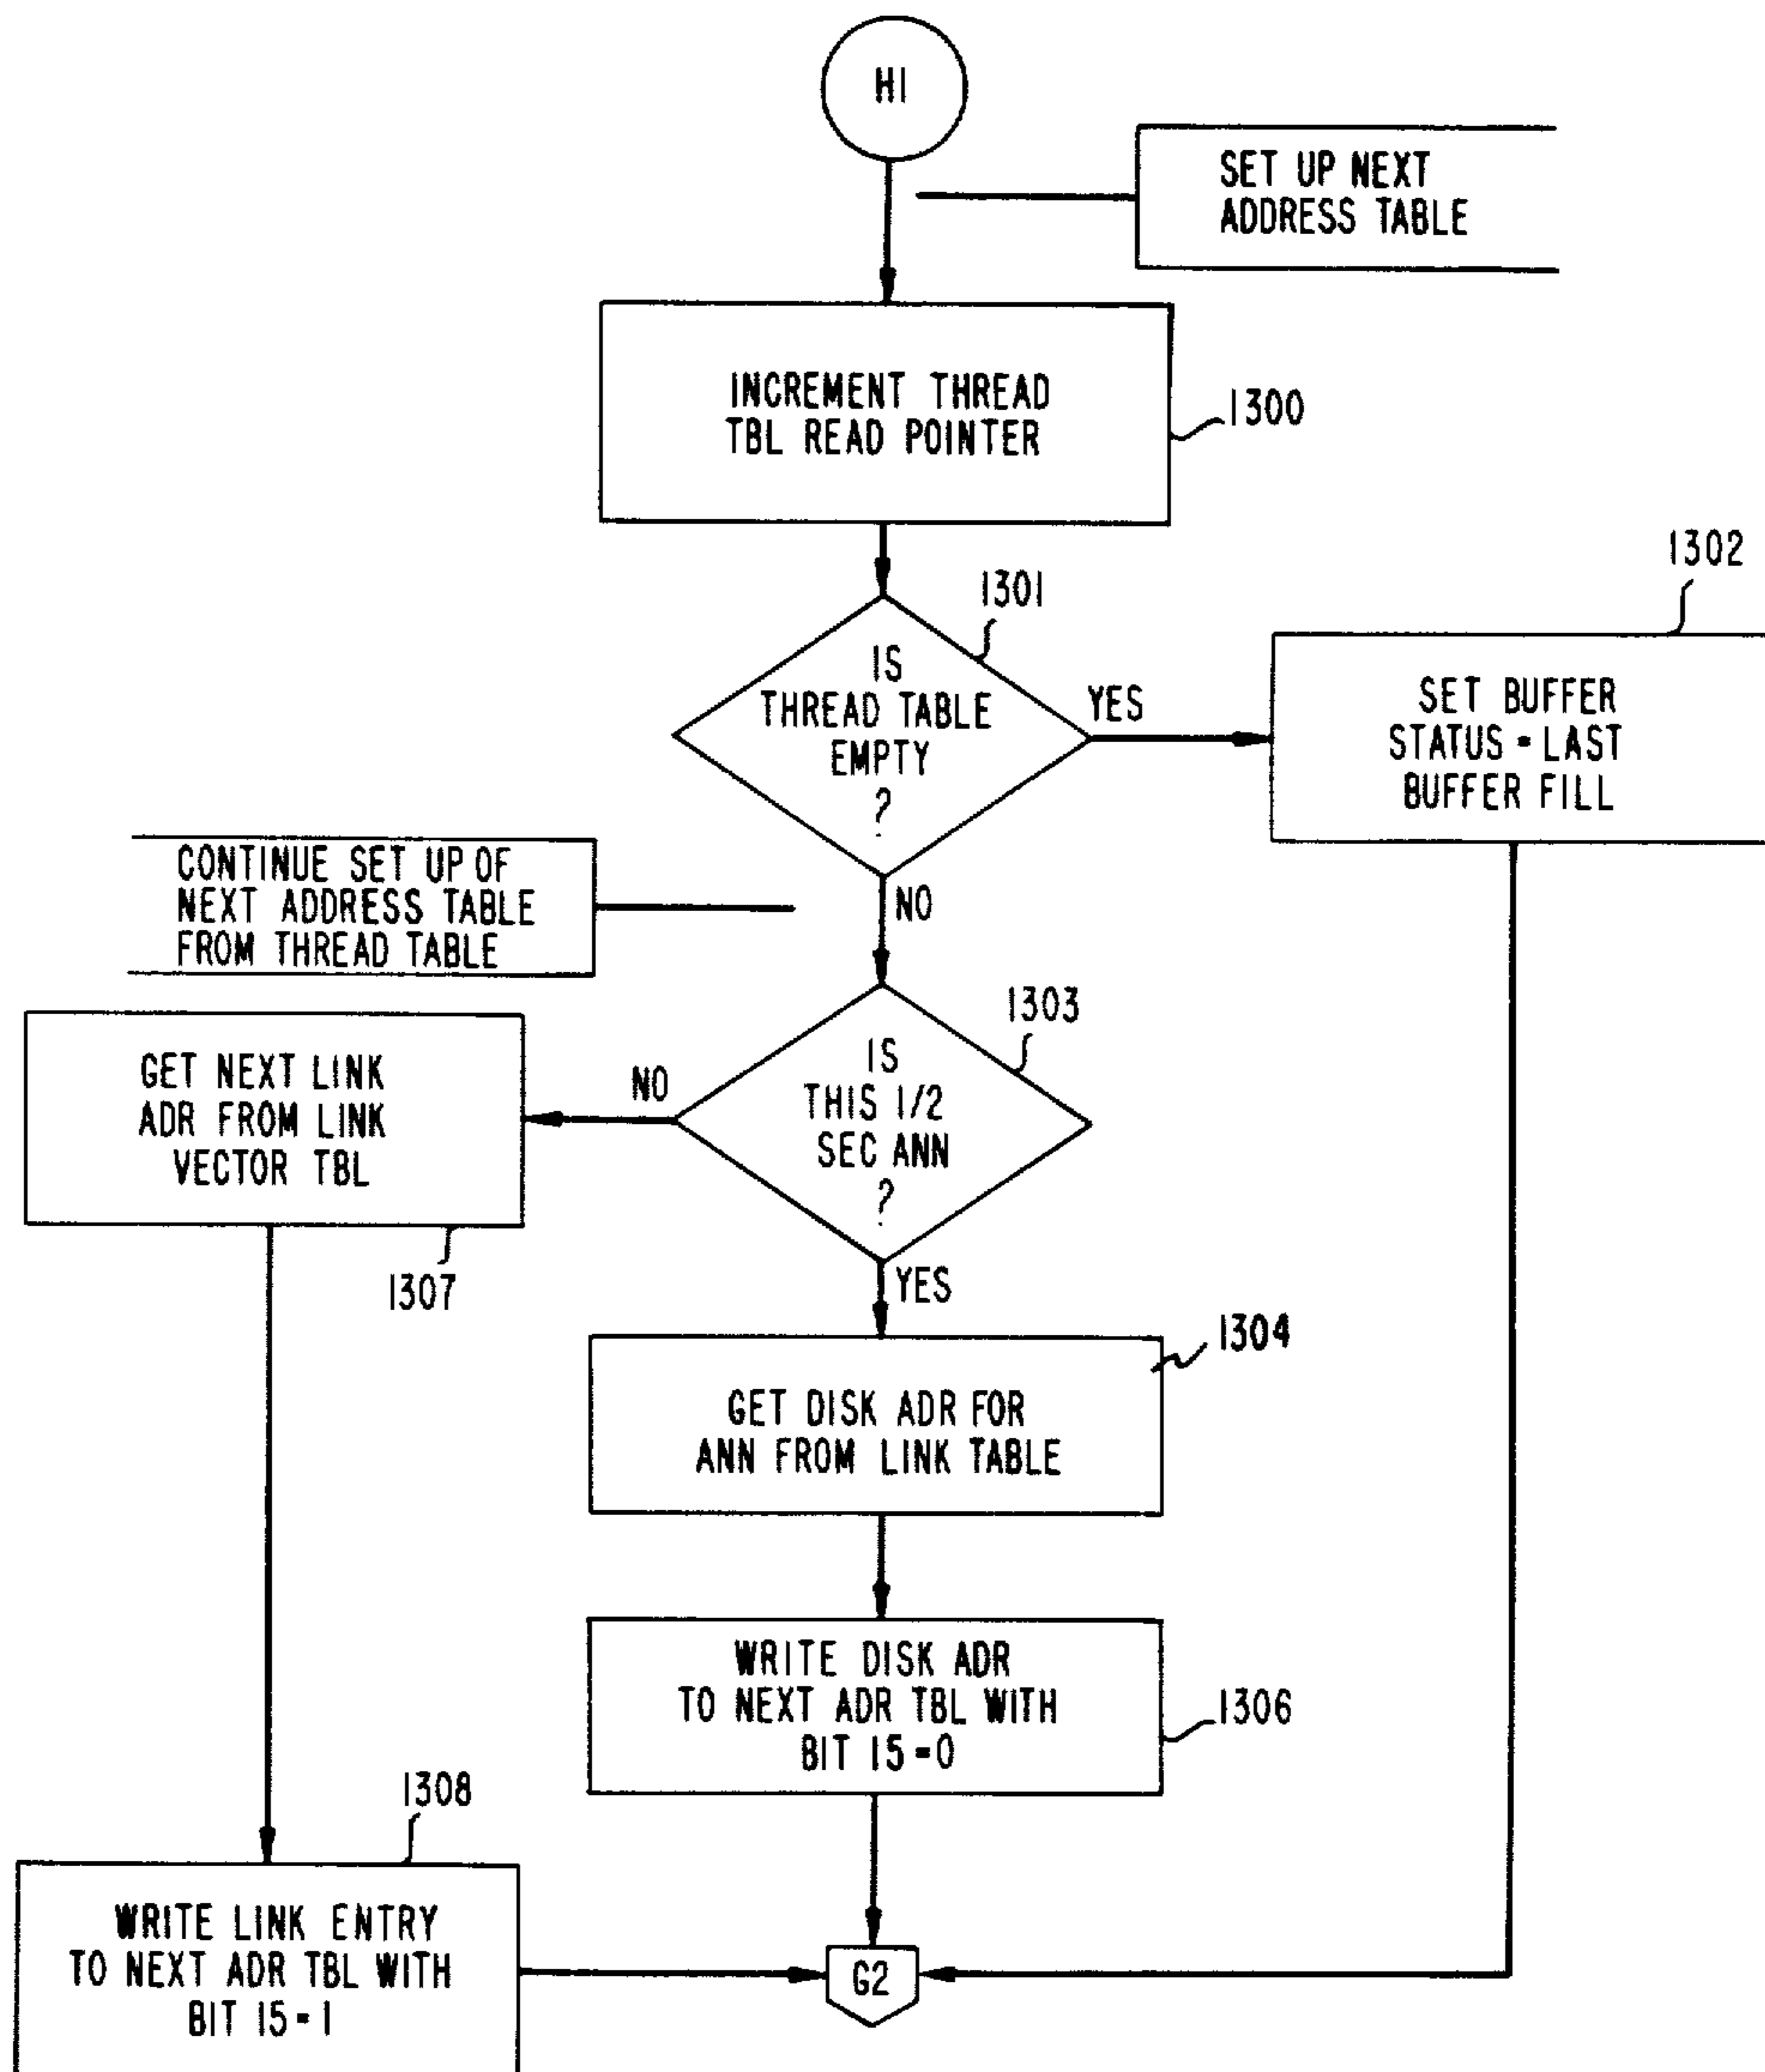 H1
SET UP NEXT
ADDRESS TABLE
INCREMENT THREAD
TBL READ POINTER
1300
1301
IS
THREAD TABLE
EMPTY
?
YES
1302
SET BUFFER
STATUS = LAST
BUFFER FILL
CONTINUE SET UP OF
NEXT ADDRESS TABLE
FROM THREAD TABLE
NO
1303
IS
THIS 1/2
SEC ANN
?
NO
GET NEXT LINK
ADR FROM LINK
VECTOR TBL
1307
YES
1304
GET DISK ADR FOR
ANN FROM LINK TABLE
WRITE DISK ADR
TO NEXT ADR TBL WITH
BIT 15=0
1306
1308
WRITE LINK ENTRY
TO NEXT ADR TBL WITH
BIT 15=1
G2